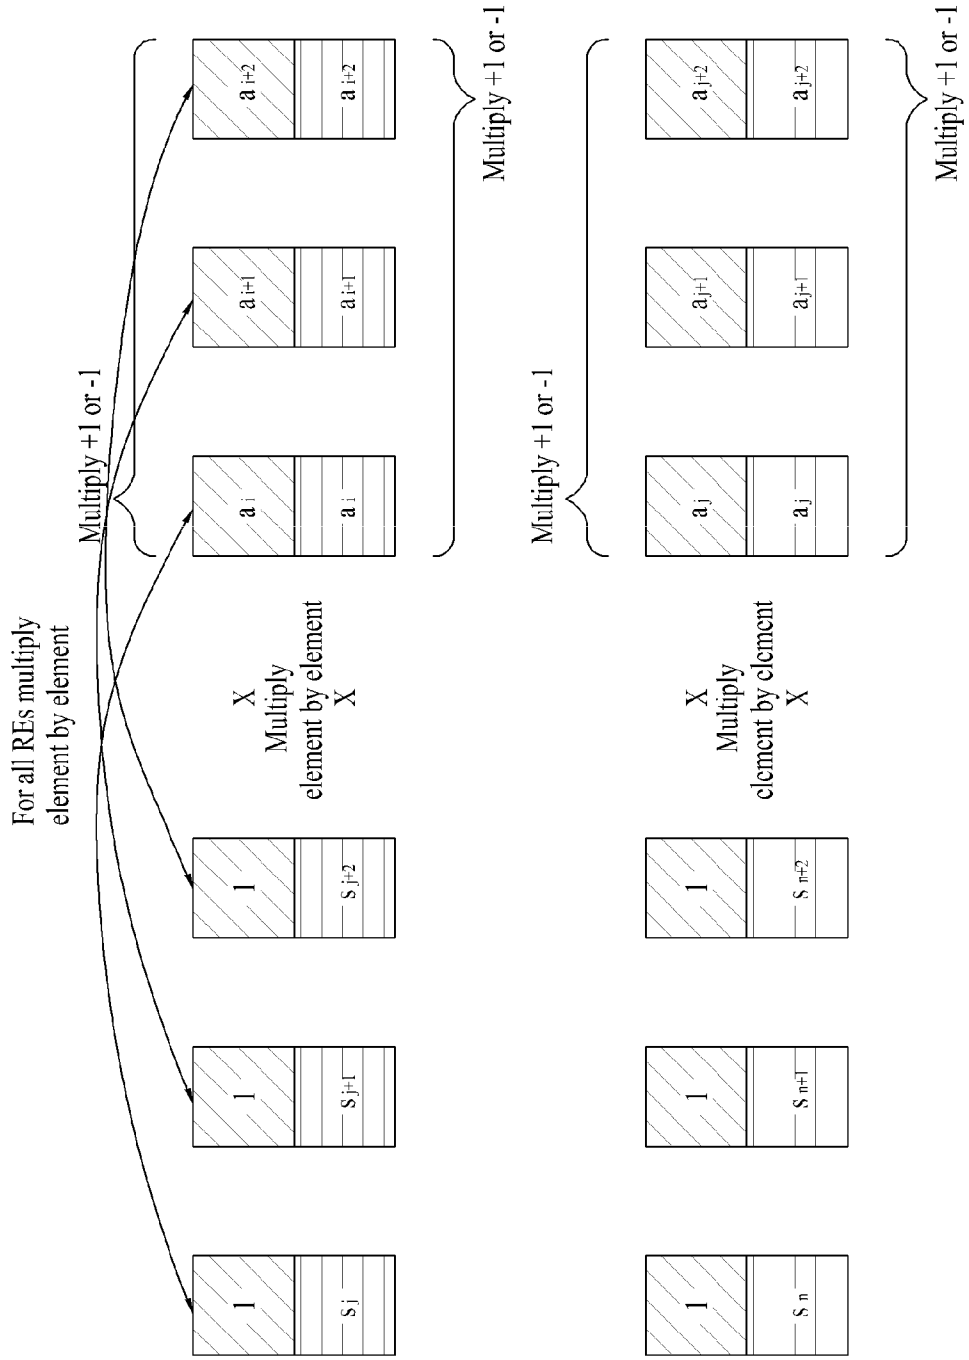 For all REs multiply
element by element
Multiply +1 or -1
1 1 1 X a i a i+1 a i+2
Multiply
element by element
s j s j+1 s j+2 X a i a i+1 a i+2
Multiply +1 or -1
Multiply +1 or -1
1 1 1 X a j a j+1 a j+2
Multiply
clcmcnt by clcmcnt
s n s n+1 s n+2 X a j a j+1 a j+2
Multiply +1 or -1